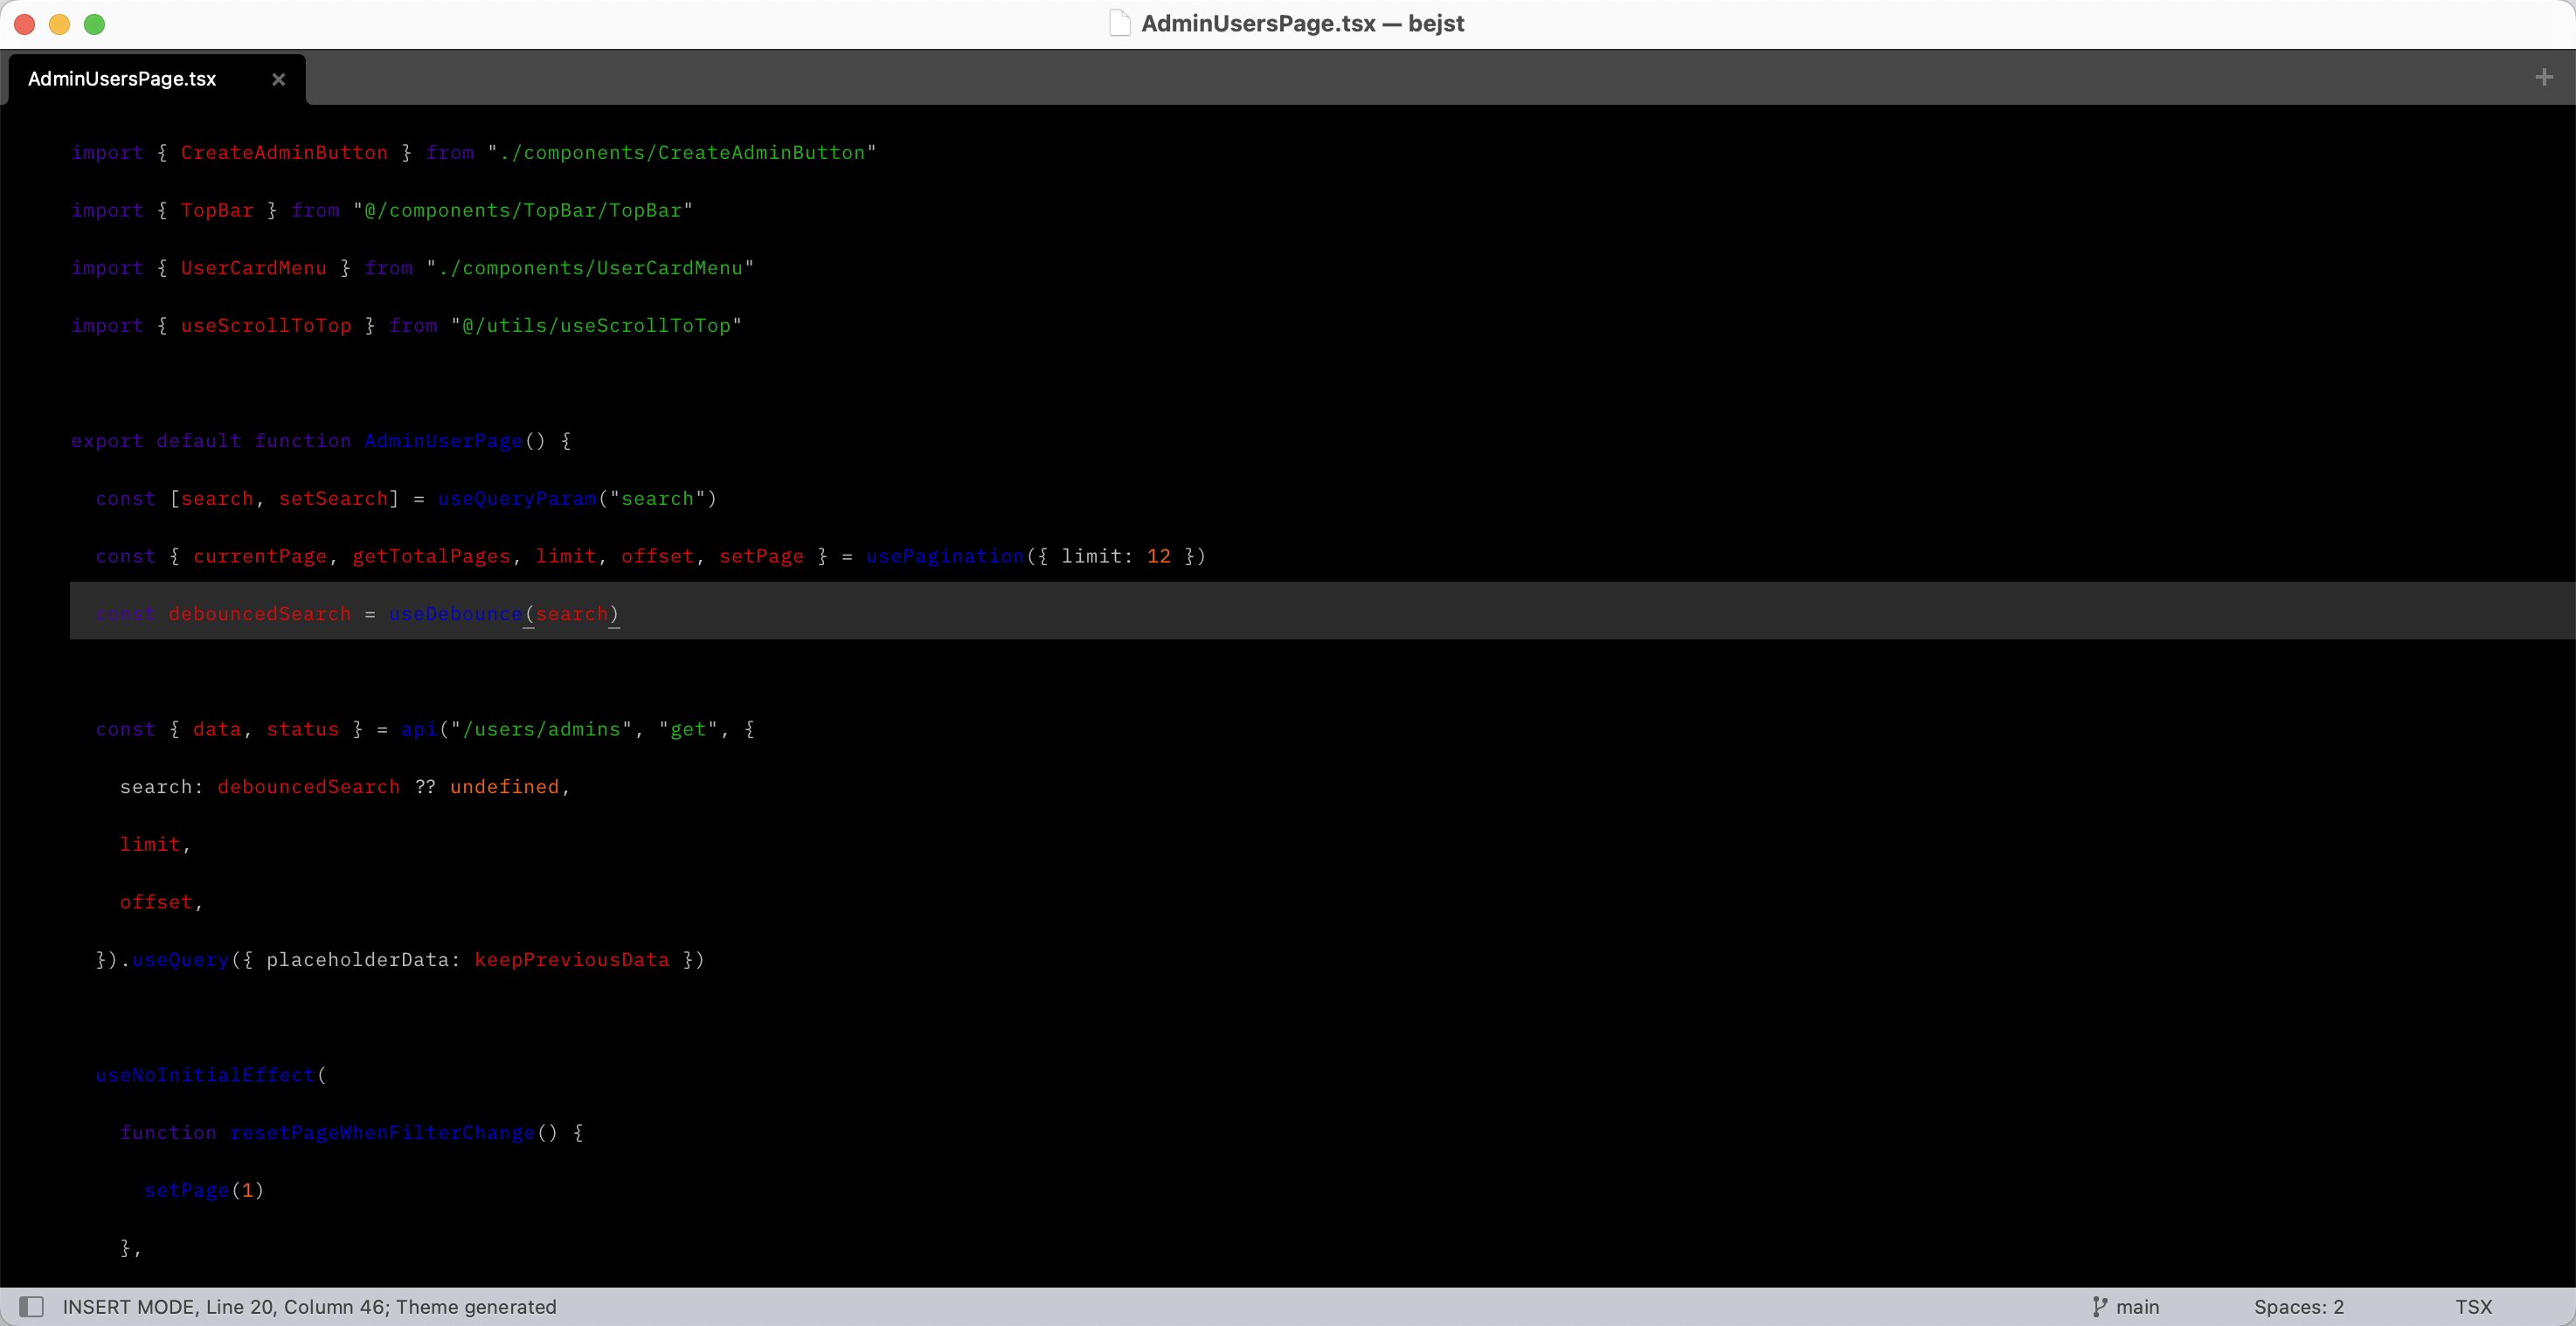 AdminUsersPage.tsx — bejst
AdminUsersPage.tsx
import { CreateAdminButton } from "./components/CreateAdminButton"
import { TopBar } from "@/components/TopBar/TopBar"
import { UserCardMenu } from "./components/UserCardMenu"
import { useScrollToTop } from "@/utils/useScrollToTop"
export default function AdminUserPage() {
  const [search, setSearch] = useQueryParam("search")
  const { currentPage, getTotalPages, limit, offset, setPage } = usePagination({ limit: 12 })
  const debouncedSearch = useDebounce(search)
  const { data, status } = api("/users/admins", "get", {
    search: debouncedSearch ?? undefined,
    limit,
    offset,
  }).useQuery({ placeholderData: keepPreviousData })
  useNoInitialEffect(
    function resetPageWhenFilterChange() {
      setPage(1)
    },
INSERT MODE, Line 20, Column 46; Theme generated
main
Spaces: 2
TSX